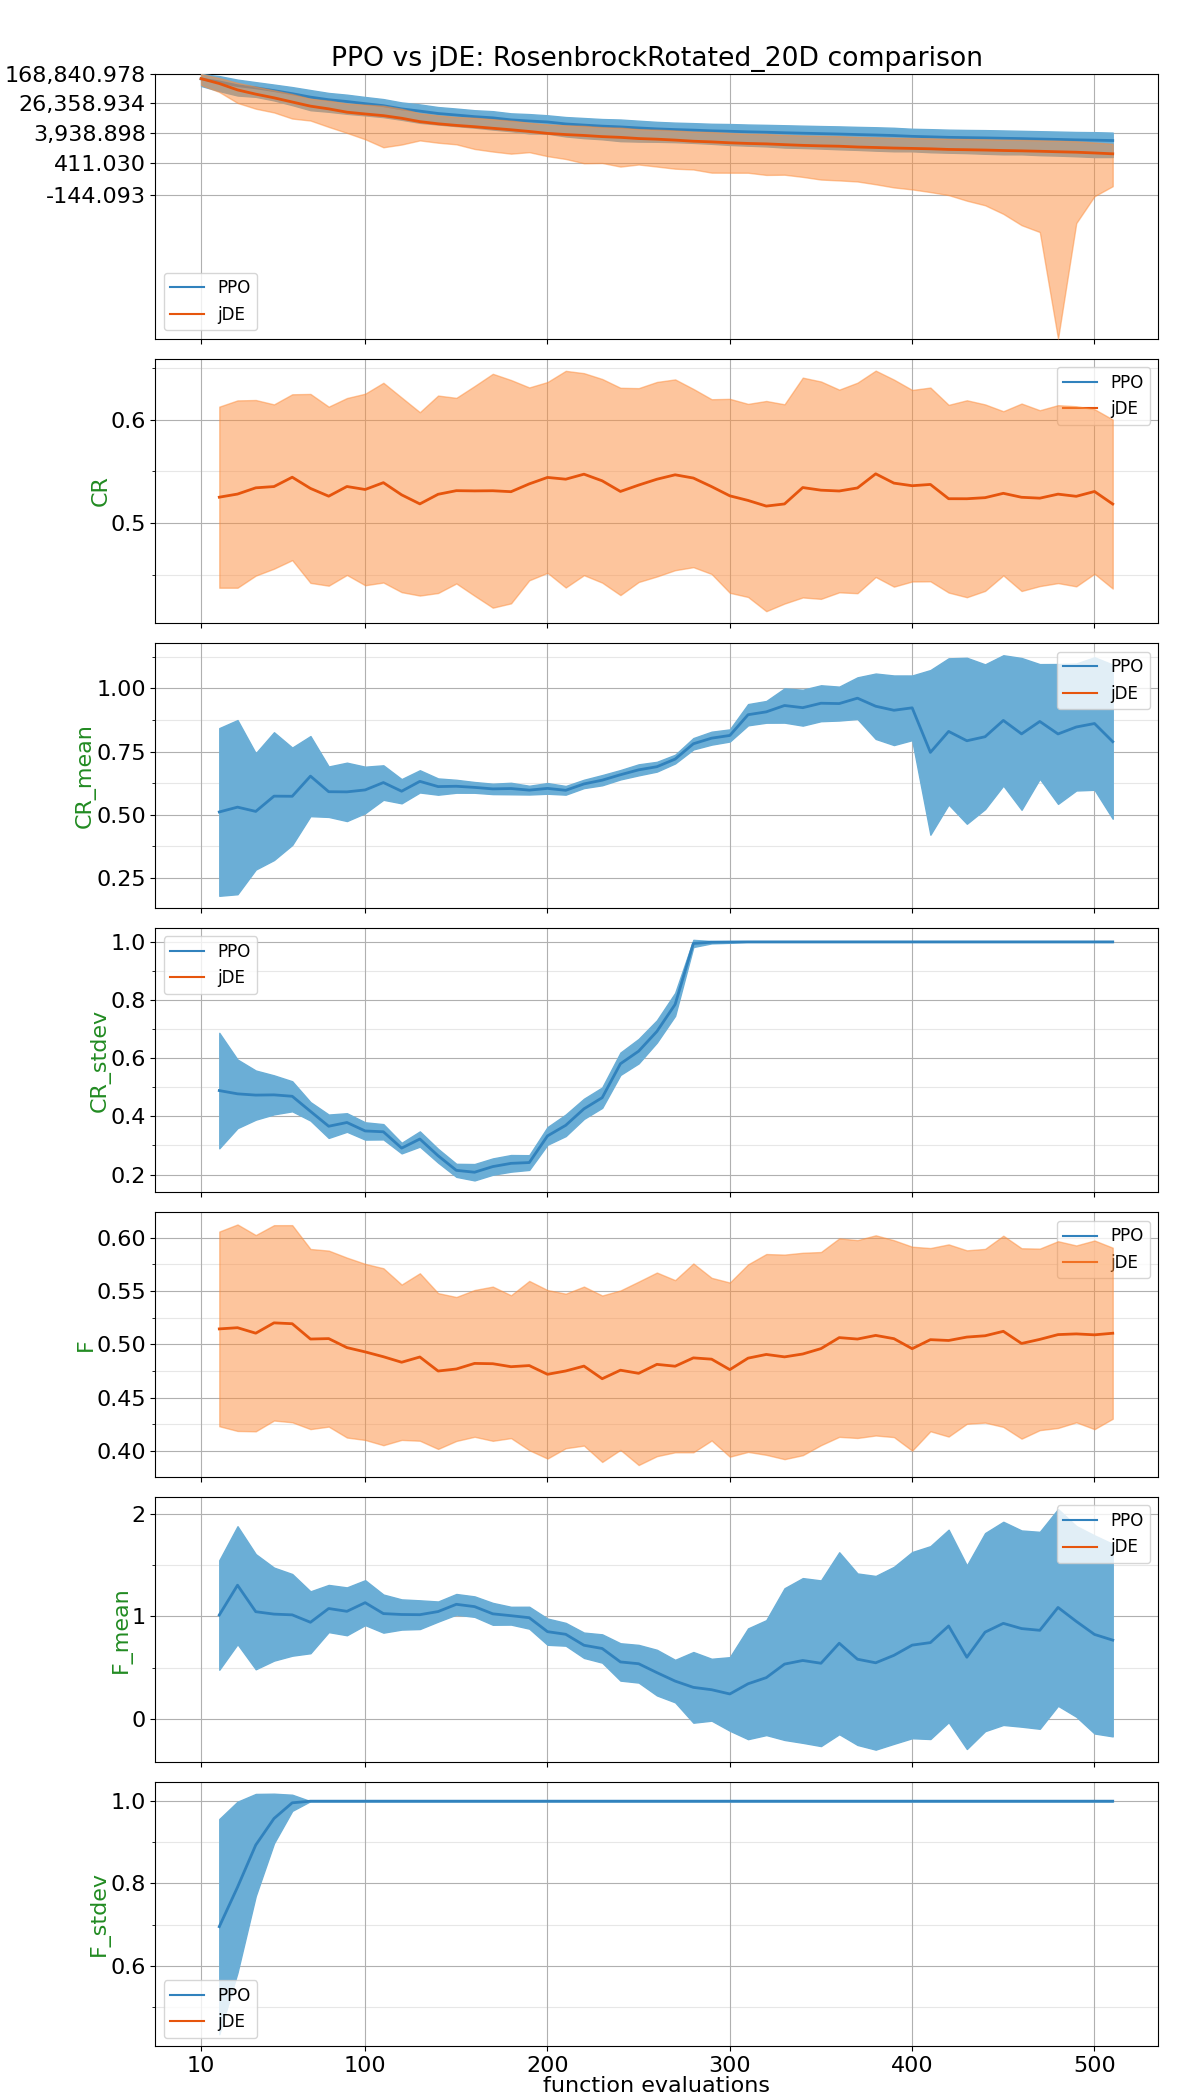 PPO vs jDE: RosenbrockRotated_20D comparison
168,840.978
26,358.934
3,938.898
411.030
-144.093
PPO
jDE
PPO
jDE
0.6
0.5
CR
PPO
jDE
1.00
0.75
0.50
0.25
CR_mean
PPO
jDE
1.0
0.8
0.6
0.4
0.2
CR_stdev
PPO
jDE
0.60
0.55
0.50
0.45
0.40
F
PPO
jDE
2
1
0
F_mean
1.0
0.8
0.6
F_stdev
PPO
jDE
10 100 200 300 400 500
function evaluations